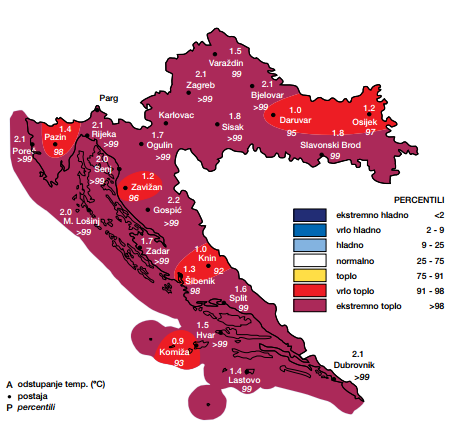 1.5
Varaždin
99
2.1
Zagreb
>99
2.1
Bjelovar
>99
Parg
Karlovac
1.8
Sisak
>99
1.0
Daruvar
95
1.2
Osijek
97
1.8
Slavonski Brod
99
1.4
Pazin
98
2.1
Rijeka
>99
1.7
Ogulin
>99
2.1
Poreč
>99
2.0
Senj
>99
1.2
Zavižan
96
2.2
Gospić
>99
2.0
M. Lošinj
>99
1.7
Zadar
>99
1.0
Knin
92
1.3
Šibenik
98
1.6
Split
99
1.5
Hvar
>99
0.9
Komiža
93
1.4
Lastovo
99
2.1
Dubrovnik
>99
PERCENTILI
ekstremno hladno <2
vrlo hladno 2 - 9
hladno 9 - 25
normalno 25 - 75
toplo 75 - 91
vrlo toplo 91 - 98
ekstremno toplo >98
A odstupanje temp. (°C)
• postaja
P percentili